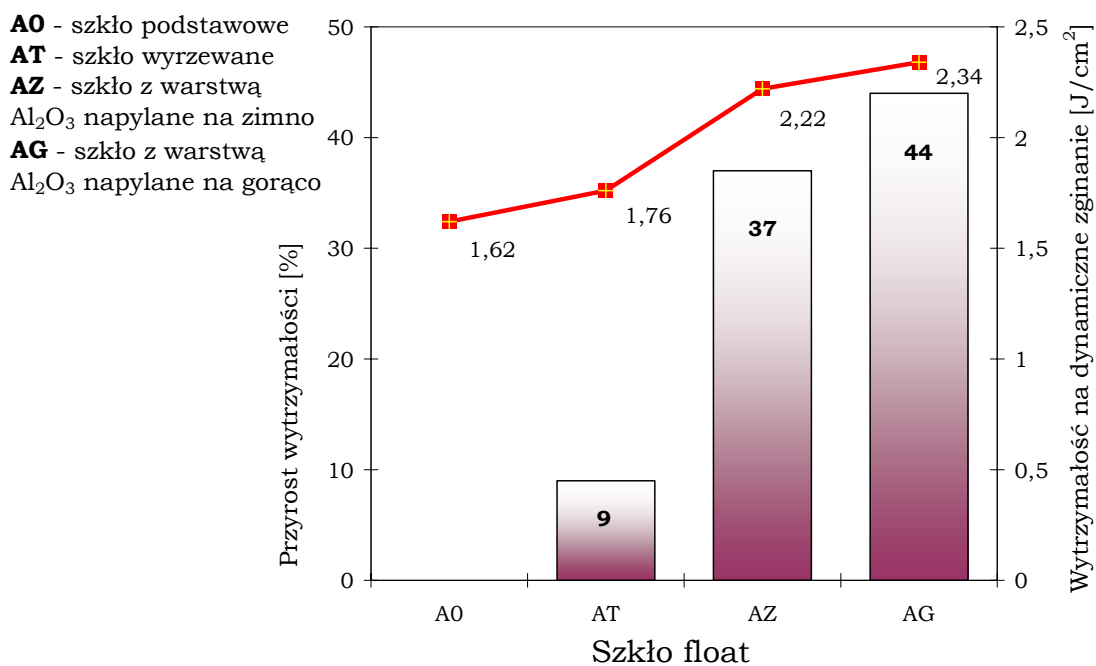 A0 - szkło podstawowe
AT - szkło wyrzewane
AZ - szkło z warstwą
Al₂O₃ napylane na zimno
AG - szkło z warstwą
Al₂O₃ napylane na gorąco
Przyrost wytrzymałości [%]
50
40
30
20
10
0
1,62
1,76
2,22
2,34
9
37
44
2,5
2
1,5
1
0,5
0
Wytrzymałość na dynamiczne zginanie [J/cm²]
A0
AT
AZ
AG
Szkło float